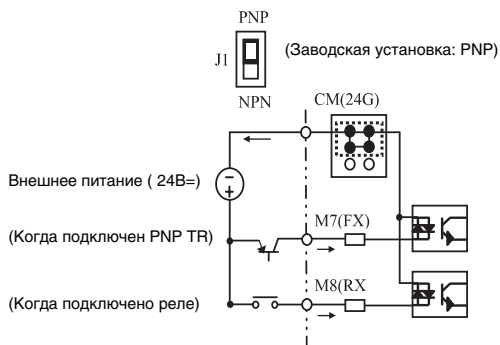 PNP
J1
(Заводская установка: PNP)
NPN
CM(24G)
Внешнее питание ( 24В=)
(Когда подключен PNP TR)
M7(FX)
(Когда подключено реле)
M8(RX